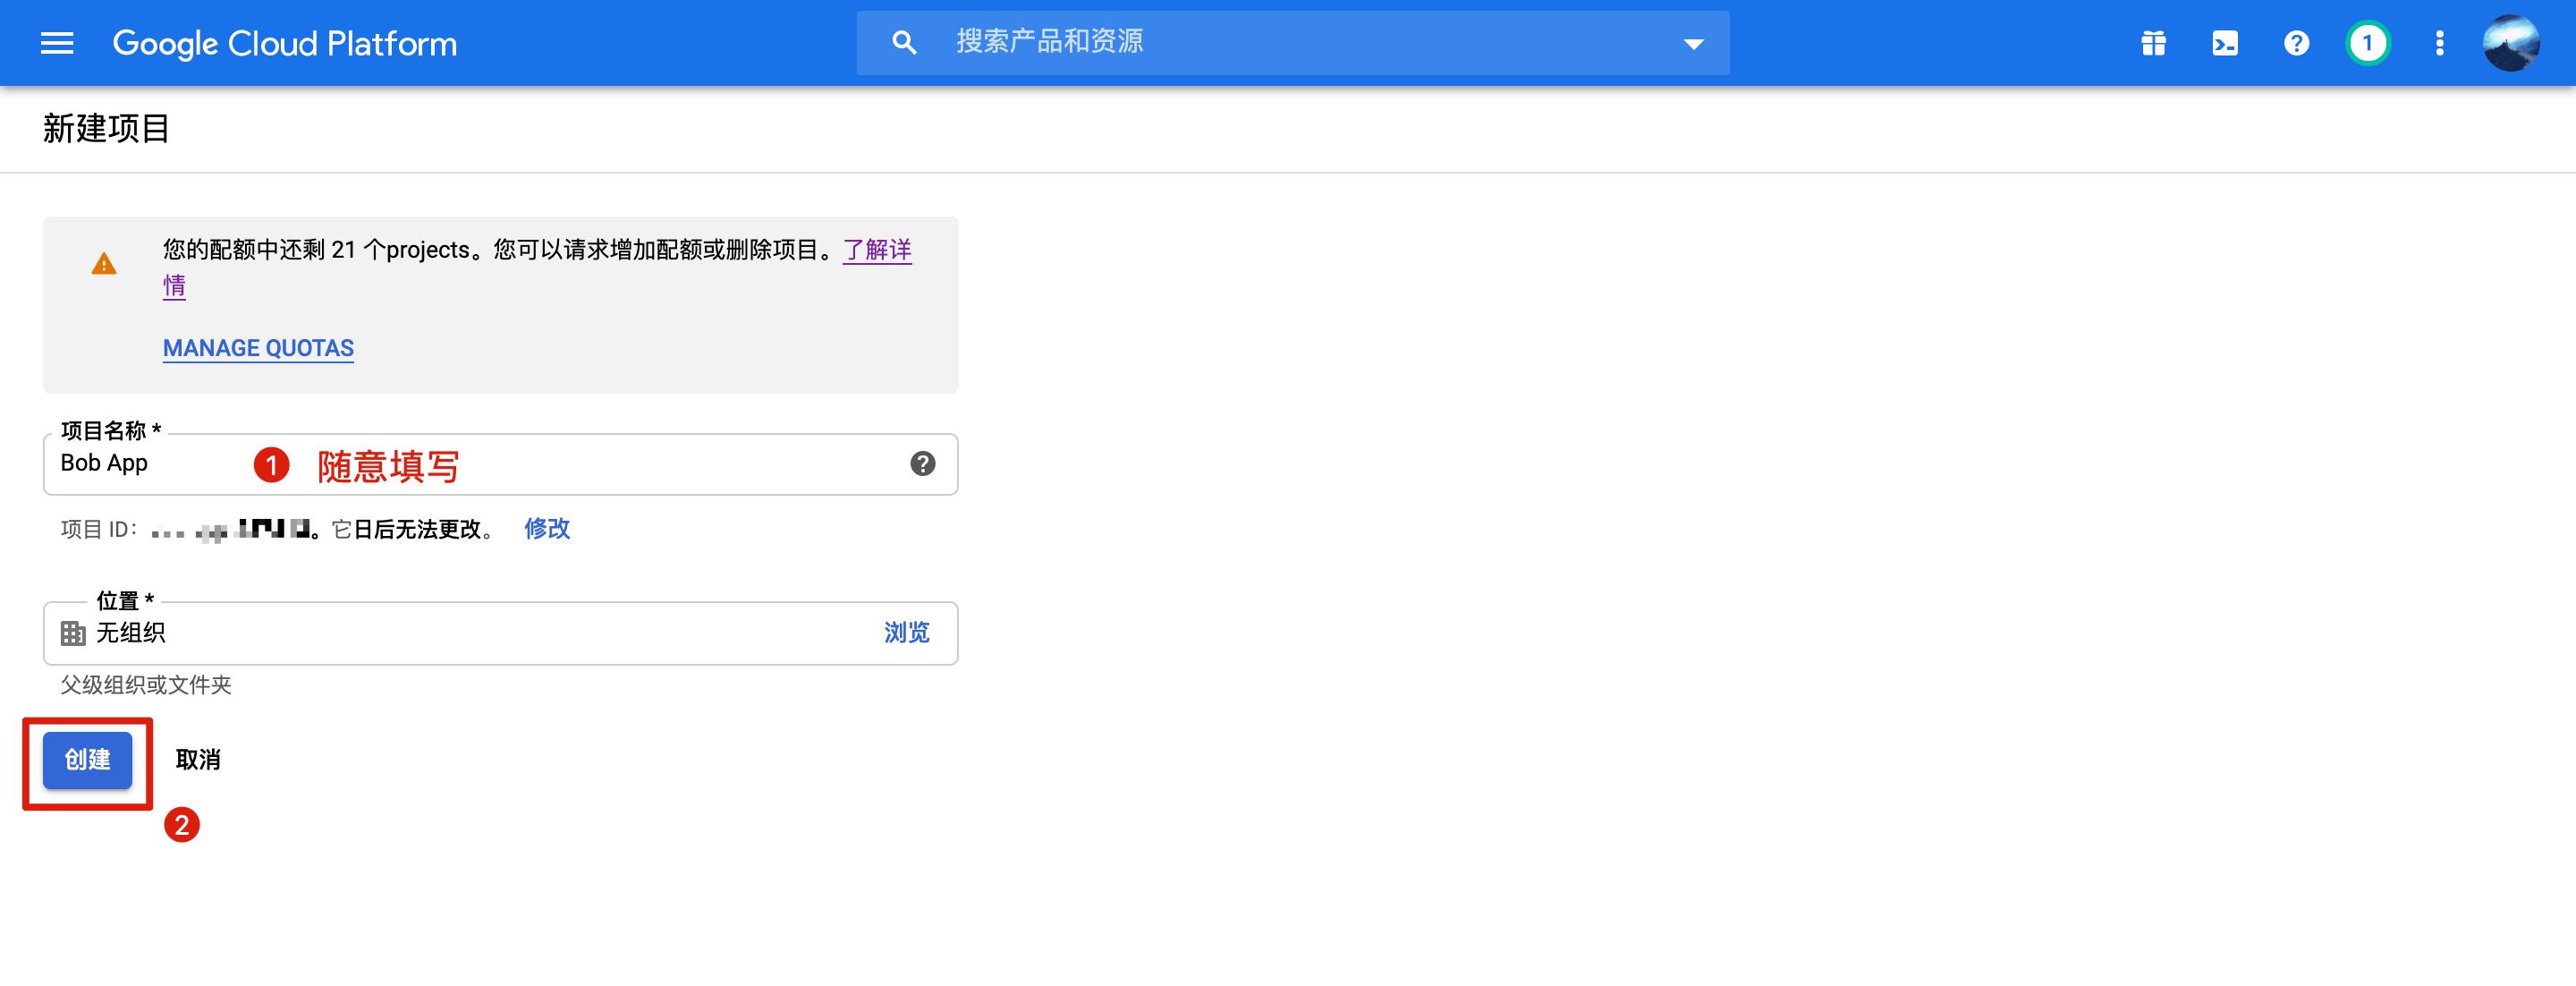 Google Cloud Platform
搜索产品和资源
1
新建项目
您的配额中还剩 21 个projects。您可以请求增加配额或删除项目。了解详
情
MANAGE QUOTAS
项目名称 *
Bob App
1 随意填写
项目 ID： 。它日后无法更改。 修改
位置 *
无组织 浏览
父级组织或文件夹
创建 取消
2